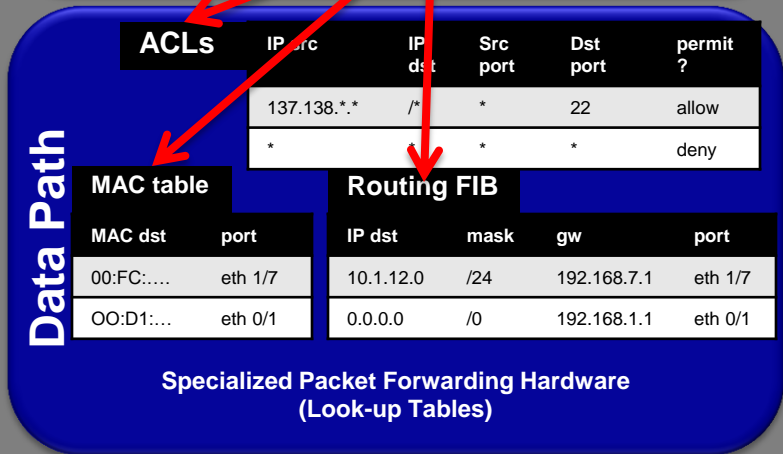 Data Path
ACLs
IP src IP dst Src port Dst port permit ?
137.138.*.* /* * 22 allow
* * * * deny
MAC table
MAC dst port
00:FC:…. eth 1/7
OO:D1:… eth 0/1
Routing FIB
IP dst mask gw port
10.1.12.0 /24 192.168.7.1 eth 1/7
0.0.0.0 /0 192.168.1.1 eth 0/1
Specialized Packet Forwarding Hardware
(Look-up Tables)